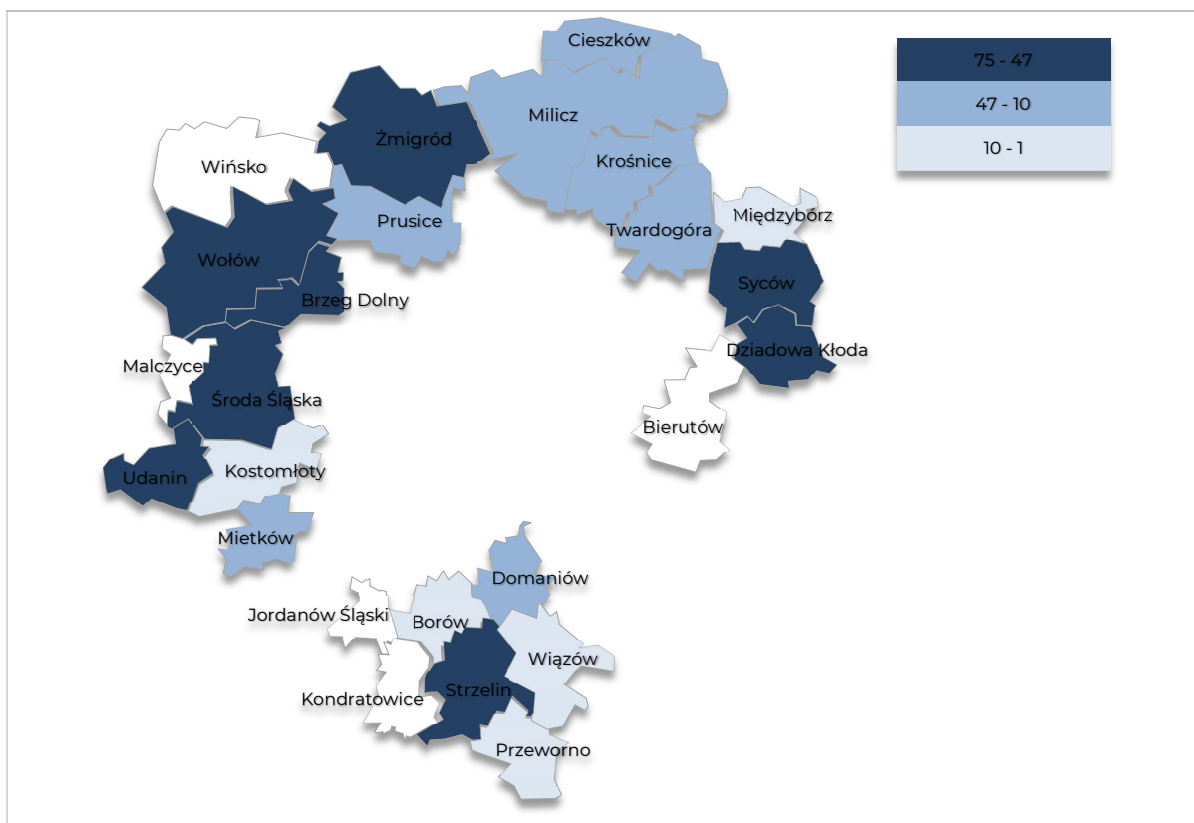 Cieszków
75 - 47
47 - 10
10 - 1
Milicz
Żmigród
Wińsko
Krośnice
Prusice
Twardogóra
Międzybórz
Wołów
Syców
Brzeg Dolny
Dziadowa Kłoda
Malczyce
Środa Śląska
Bierutów
Udanin
Kostomłoty
Mietków
Domaniów
Jordanów Śląski
Borów
Wiązów
Kondratowice
Strzelin
Przeworno